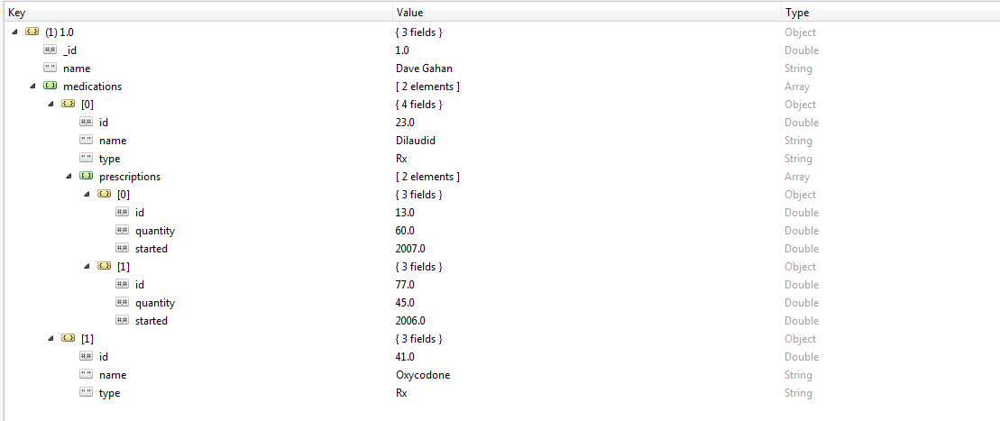 Key Value Type
(1) 1.0 { 3 fields } Object
_id 1.0 Double
name Dave Gahan String
medications [ 2 elements ] Array
[0] { 4 fields } Object
id 23.0 Double
name Dilaudid String
type Rx String
prescriptions [ 2 elements ] Array
[0] { 3 fields } Object
id 13.0 Double
quantity 60.0 Double
started 2007.0 Double
[1] { 3 fields } Object
id 77.0 Double
quantity 45.0 Double
started 2006.0 Double
[1] { 3 fields } Object
id 41.0 Double
name Oxycodone String
type Rx String